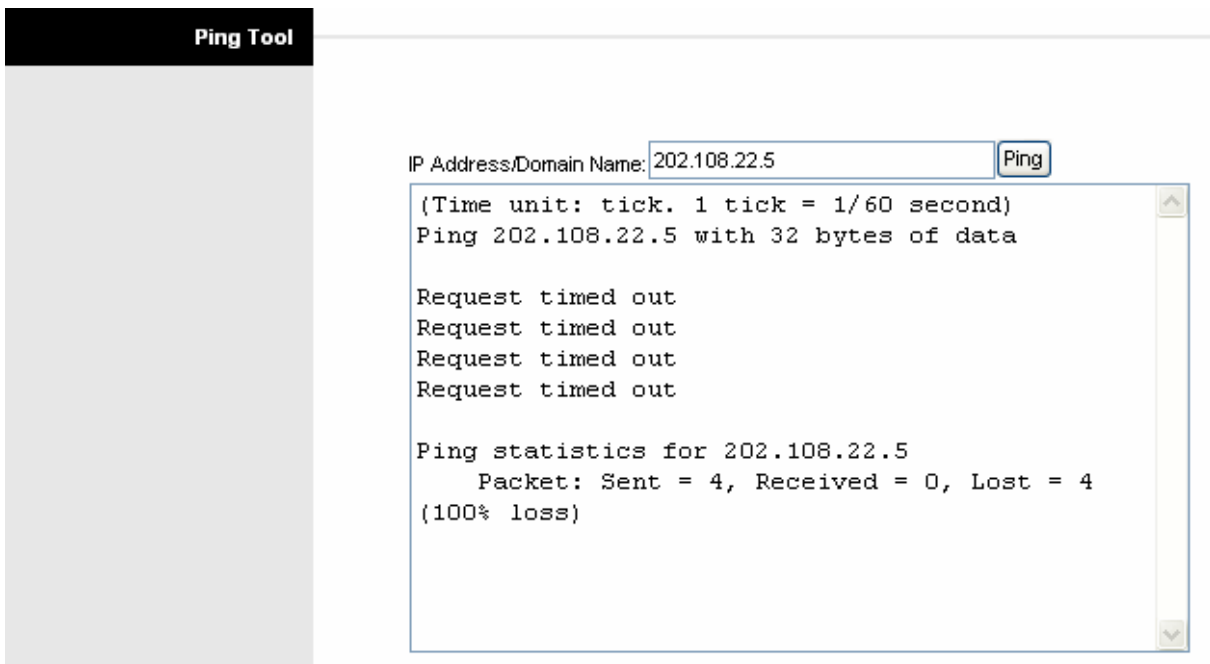 Ping Tool
IP Address/Domain Name: 202.108.22.5 Ping
(Time unit: tick. 1 tick = 1/60 second)
Ping 202.108.22.5 with 32 bytes of data
Request timed out
Request timed out
Request timed out
Request timed out
Ping statistics for 202.108.22.5
Packet: Sent = 4, Received = 0, Lost = 4
(100% loss)